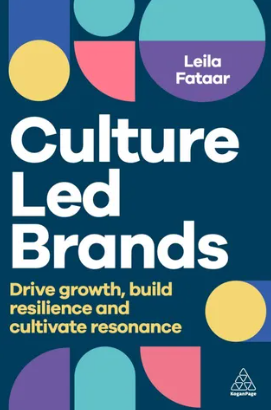 Leila
Fataar
Culture
Led
Brands
Drive growth, build
resilience and
cultivate resonance
KoganPage